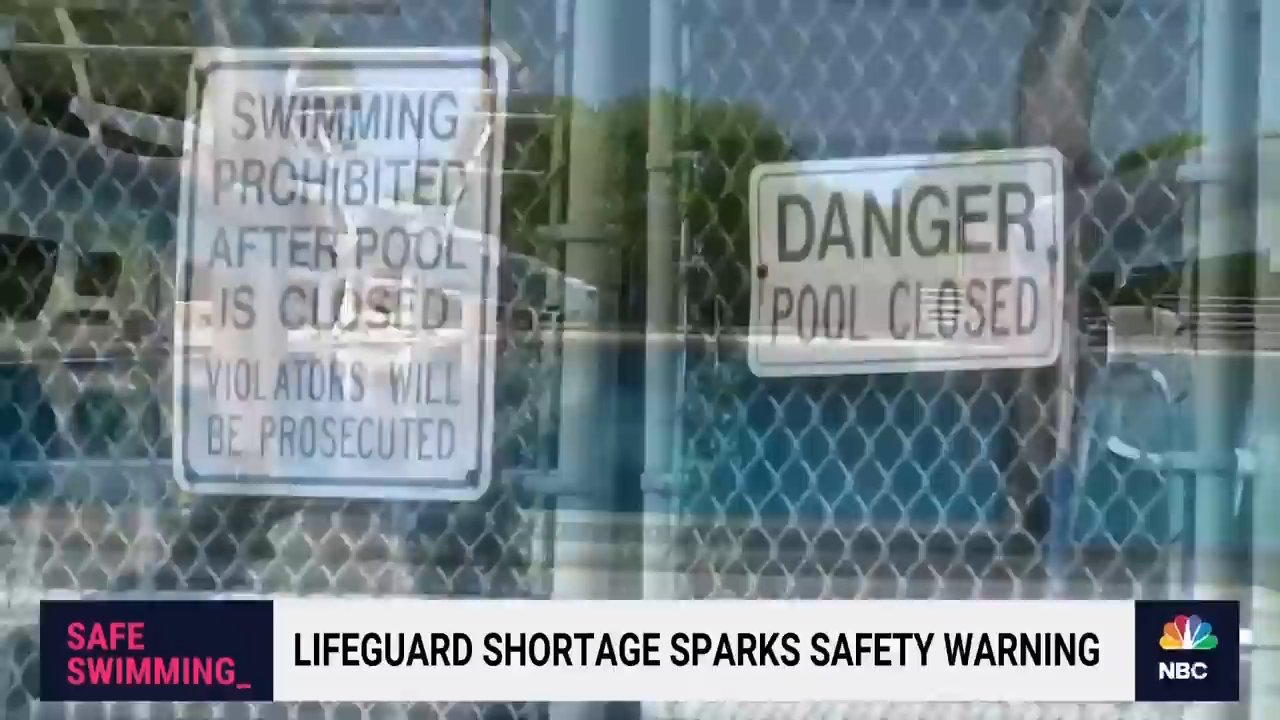 SWIMMING
PROHIBITED
AFTER POOL
IS CLOSED
VIOLATORS WILL
BE PROSECUTED
DANGER
POOL CLOSED
SAFE
SWIMMING_
LIFEGUARD SHORTAGE SPARKS SAFETY WARNING
NBC